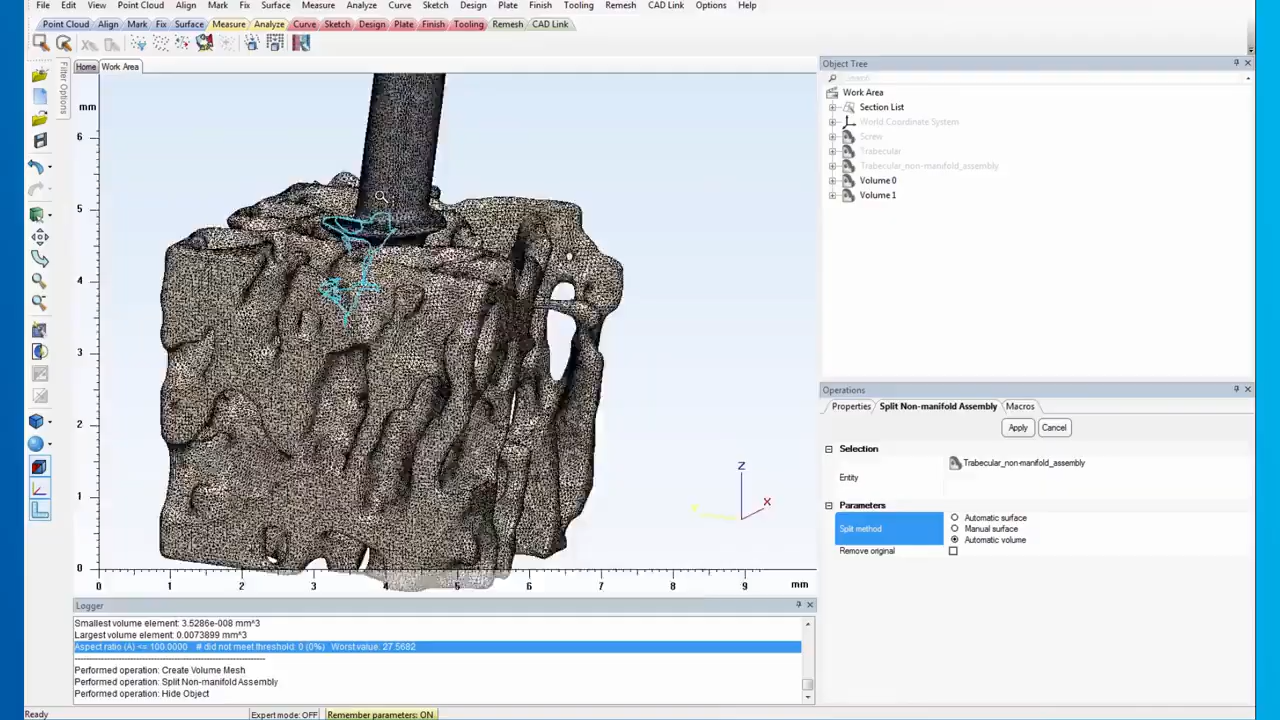 File Edit View Point Cloud Align Mark Fix Surface Measure Analyze Curve Sketch Design Plate Finish Tooling Remesh CAD Link Options Help
Point Cloud Align Mark Fix Surface Measure Analyze Curve Sketch Design Plate Finish Tooling Remesh CAD Link
Home Work Area
Filter Options
mm
6
5
4
3
2
1
0
0 1 2 3 4 5 6 7 8 9 mm
Z
X
Object Tree
Work Area
Section List
World Coordinate System
Screw
Trabecular
Trabecular_non-manifold_assembly
Volume 0
Volume 1
Operations
Properties Split Non-manifold Assembly Macros
Apply Cancel
Selection
Entity Trabecular_non-manifold_assembly
Parameters
Split method Automatic surface
Manual surface
Automatic volume
Remove original
Logger
Smallest volume element: 3.5286e-008 mm^3
Largest volume element: 0.0073899 mm^3
Aspect ratio (A) <= 100.0000 # did not meet threshold: 0 (0%) Worst value: 27.5682
Performed operation: Create Volume Mesh
Performed operation: Split Non-manifold Assembly
Performed operation: Hide Object
Ready Expert mode: OFF Remember parameters: ON